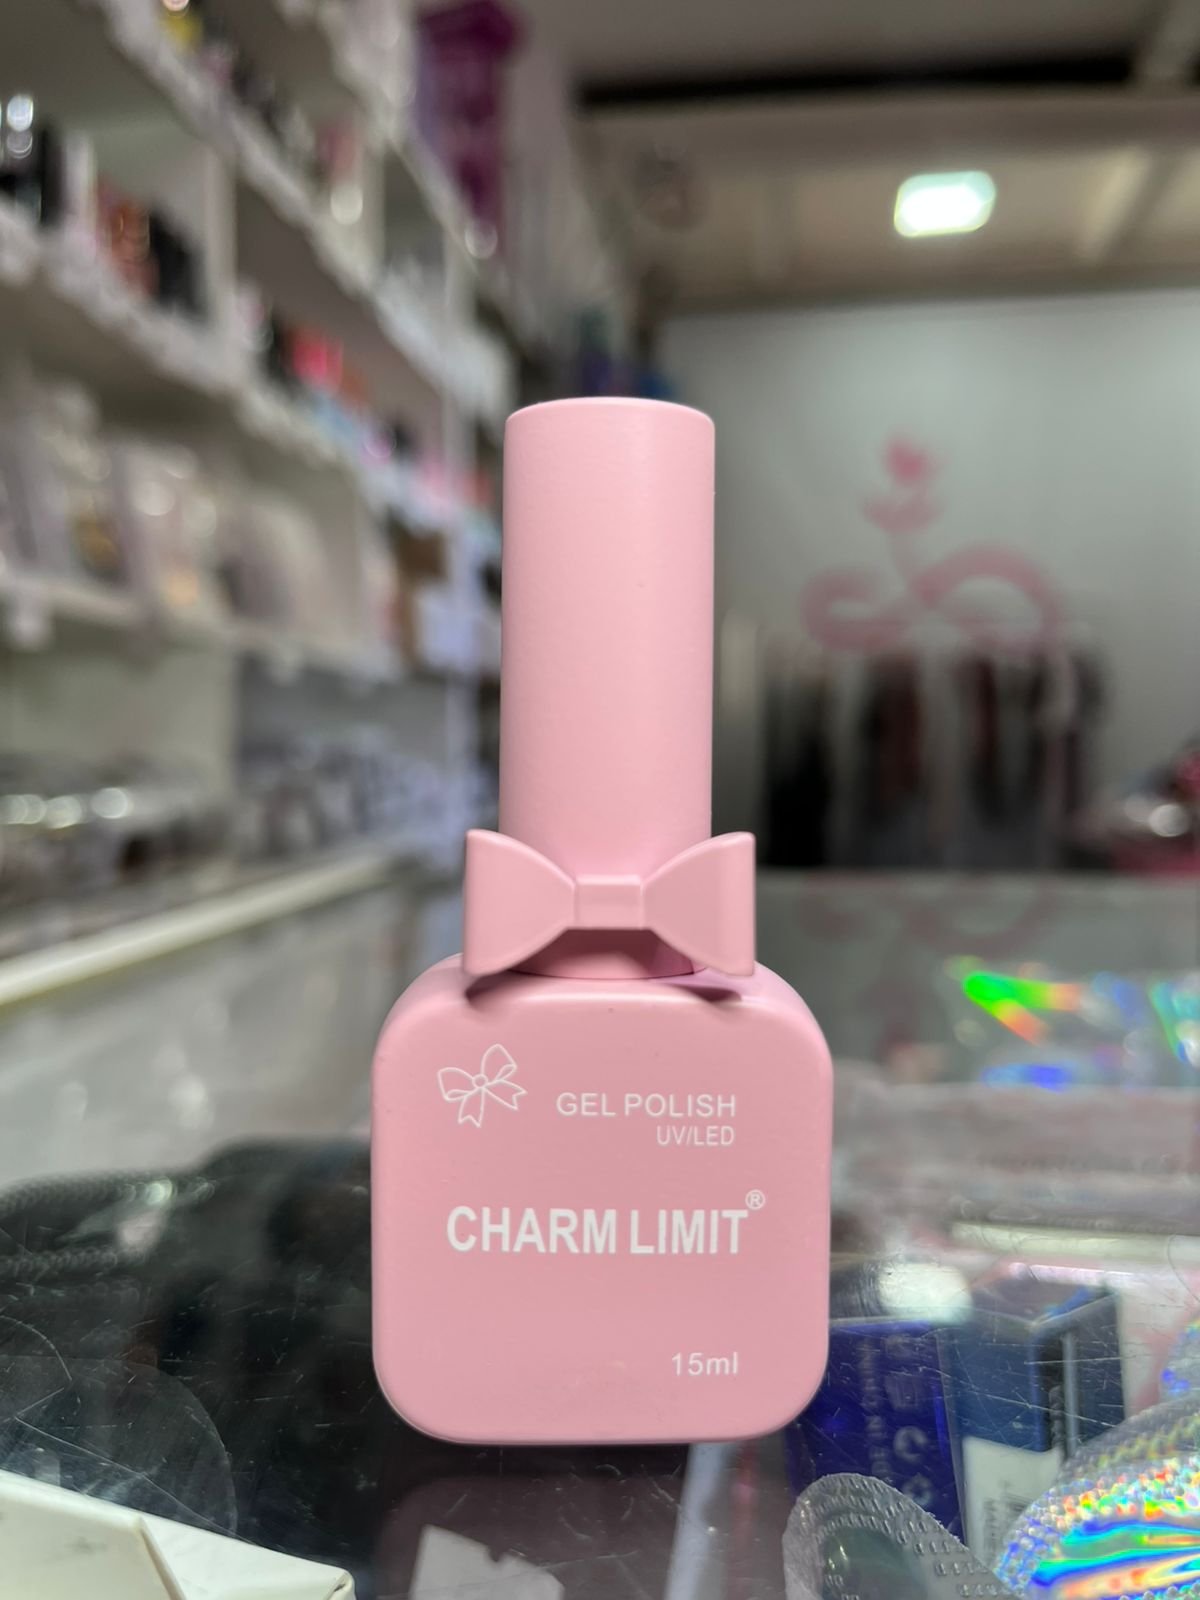 GEL POLISH
UV/LED
CHARM LIMIT®
15ml